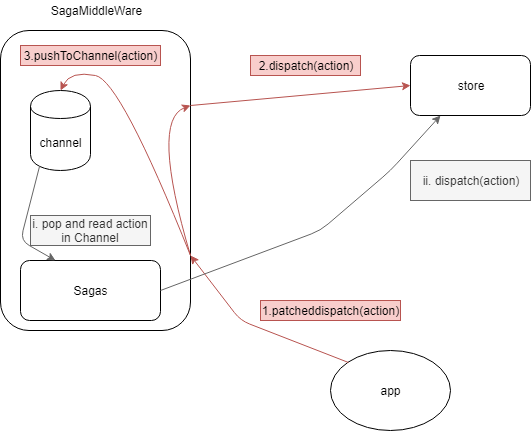 SagaMiddleWare
3.pushToChannel(action)
2.dispatch(action)
store
channel
ii. dispatch(action)
i. pop and read action
in Channel
Sagas
1.patcheddispatch(action)
app